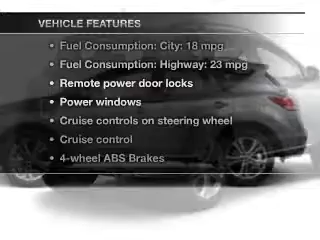 VEHICLE FEATURES
• Fuel Consumption: City: 18 mpg
• Fuel Consumption: Highway: 23 mpg
• Remote power door locks
• Power windows
• Cruise controls on steering wheel
• Cruise control
• 4-wheel ABS Brakes